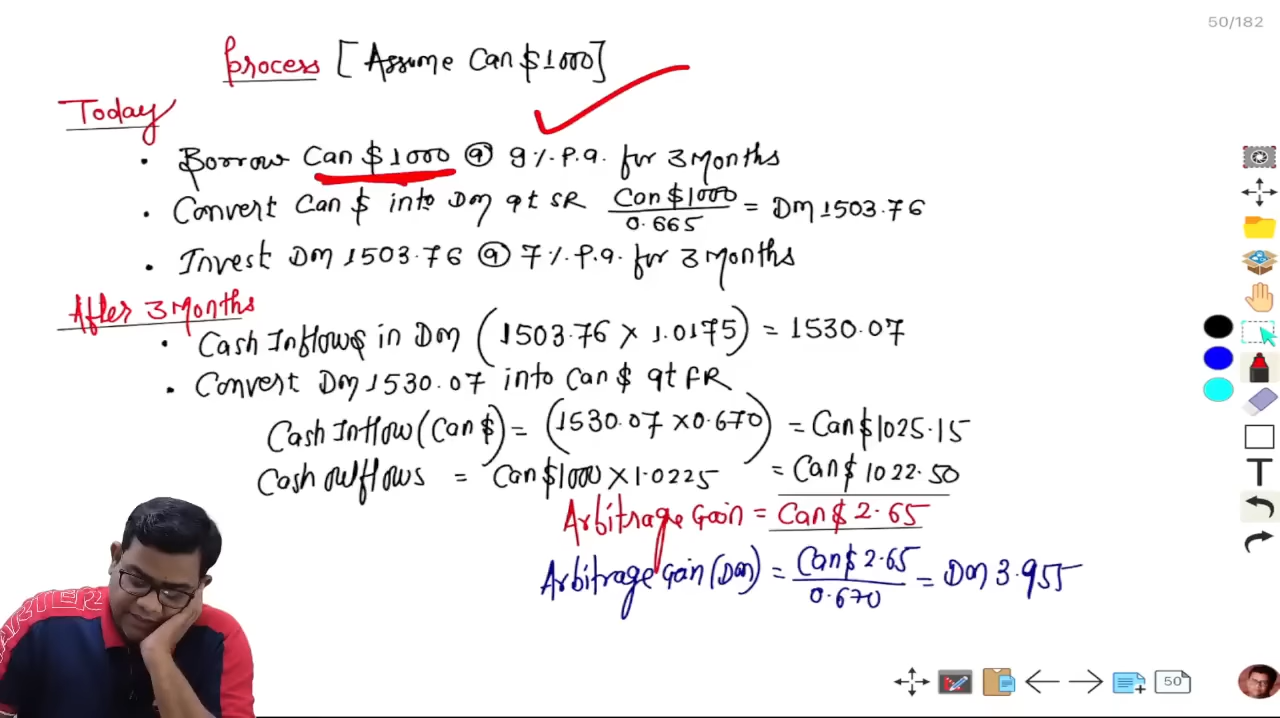 50/182
Process [Assume Can $1000]
Today
• Borrow Can $1000 @ 9%.P.a. for 3 Months
• Convert Can $ into Dm at SR Can $1000 / 0.665 = Dm 1503.76
• Invest Dm 1503.76 @ 7%.P.a. for 3 Months
After 3 Months
• Cash Inflows in Dm (1503.76 × 1.0175) = 1530.07
• Convert Dm 1530.07 into Can $ at FR
Cash Inflow (Can $) = (1530.07 × 0.670) = Can $ 1025.15
Cash outflows = Can $1000 × 1.0225 = Can $ 1022.50
Arbitrage Gain = Can $ 2.65
Arbitrage Gain (Dm) = Can $ 2.65 / 0.670 = Dm 3.955
50